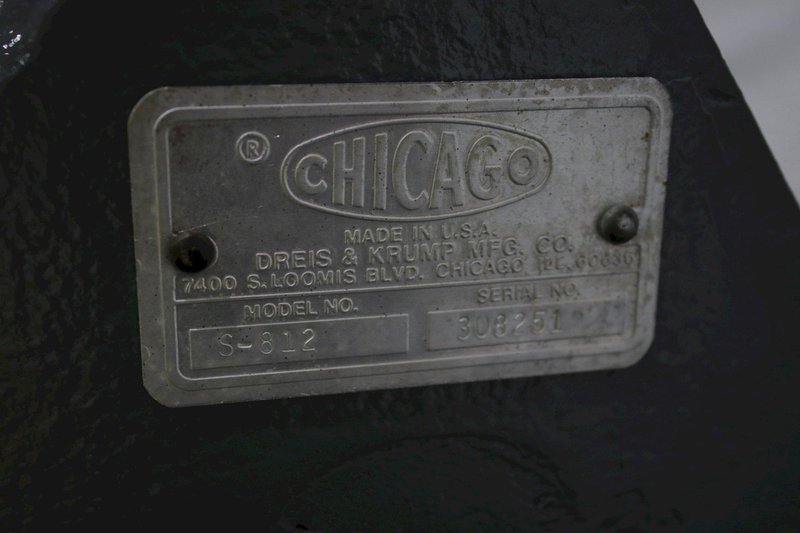 ®
CHICAGO
MADE IN U.S.A.
DREIS & KRUMP MFG. CO.
7400 S. LOOMIS BLVD. CHICAGO ILL. 60636
MODEL NO. SERIAL NO.
S-812 308251